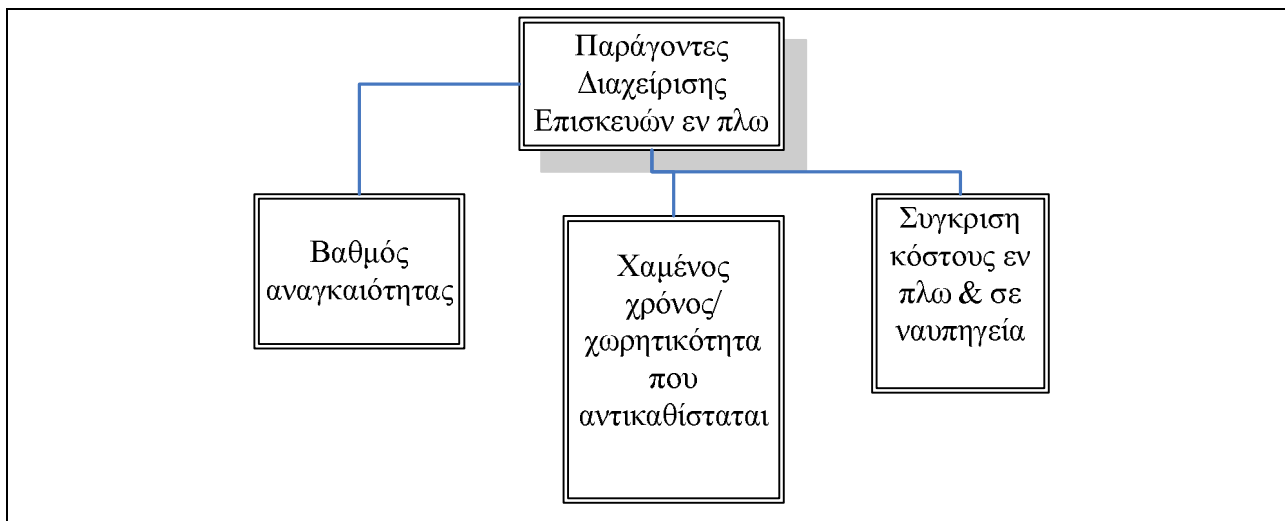 Παράγοντες
Διαχείρισης
Επισκευών εν πλω
Βαθμός
αναγκαιότητας
Χαμένος
χρόνος/
χωρητικότητα
που
αντικαθίσταται
Συγκριση
κόστους εν
πλω & σε
ναυπηγεία